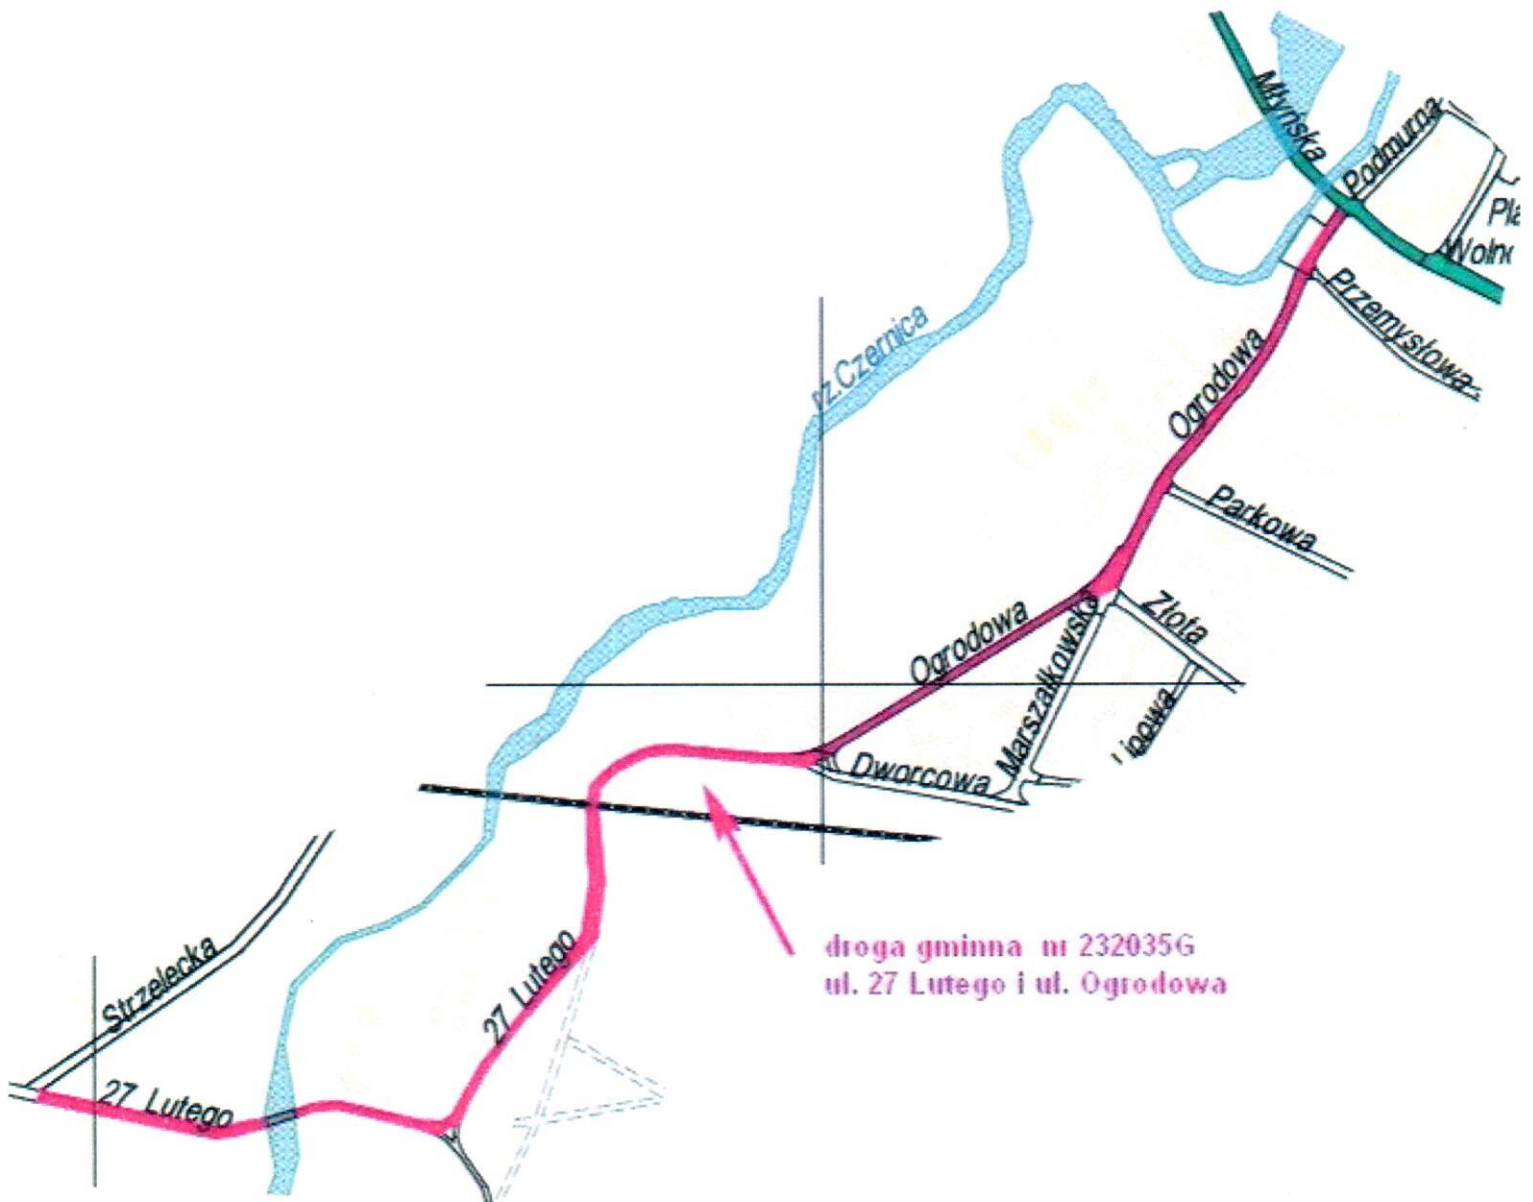 Młyńska
Podmurna
Pla
Wolno
Przemysłowa
rz.Czernica
Ogrodowa
Parkowa
Złota
Ogrodowa
Marszałkowska
Lipowa
Dworcowa
droga gminna nr 232035G
ul. 27 Lutego i ul. Ogrodowa
27 Lutego
Strzelecka
27 Lutego